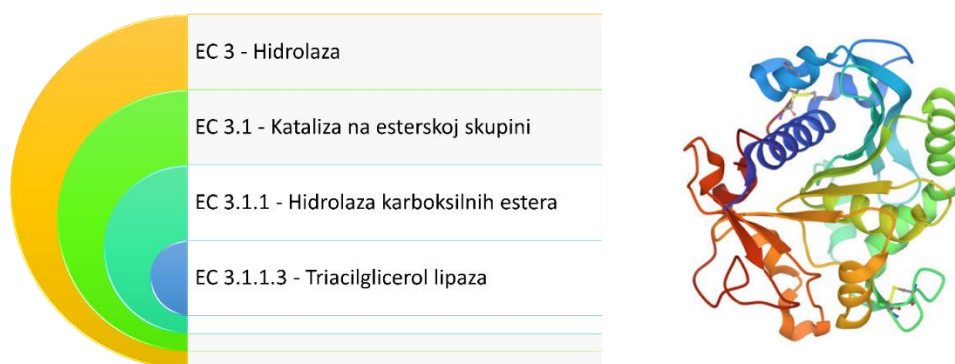 EC 3 - Hidrolaza
EC 3.1 - Kataliza na esterskoj skupini
EC 3.1.1 - Hidrolaza karboksilnih estera
EC 3.1.1.3 - Triacilglicerol lipaza